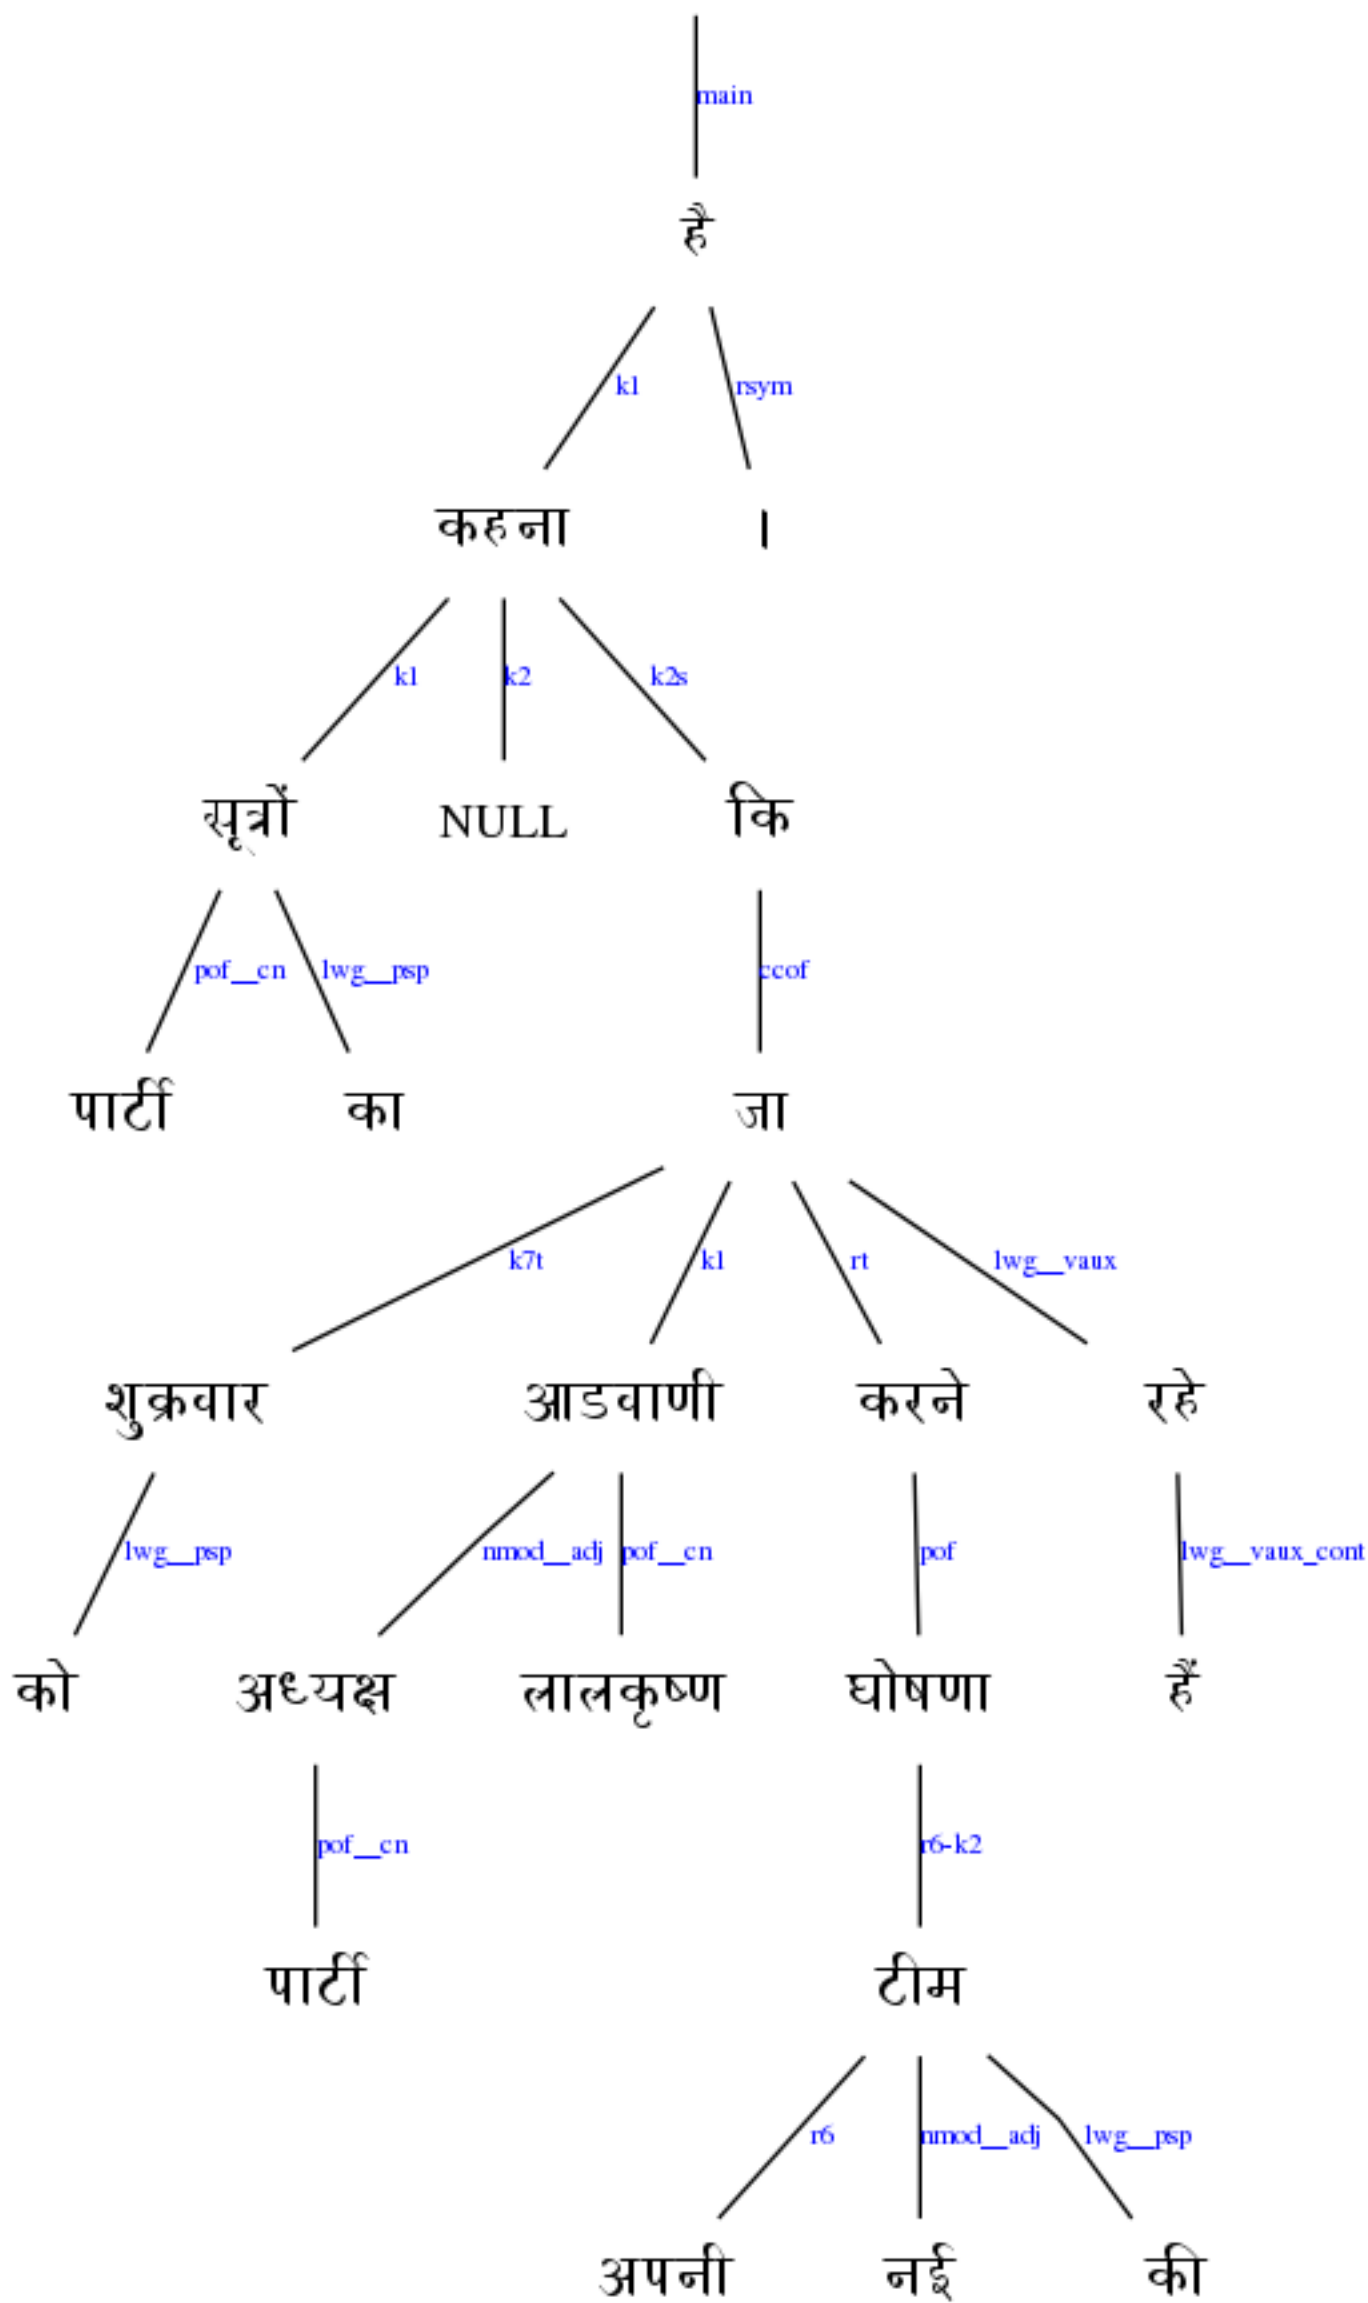 main
है
k1 rsym
कहना ।
k1 k2 k2s
सूत्रों NULL कि
pof__cn lwg__psp ccof
पार्टी का जा
k7t k1 rt lwg__vaux
शुक्रवार आडवाणी करने रहे
lwg__psp nmod__adj pof__cn pof lwg__vaux_cont
को अध्यक्ष लालकृष्ण घोषणा हैं
pof__cn r6-k2
पार्टी टीम
r6 nmod__adj lwg__psp
अपनी नई की